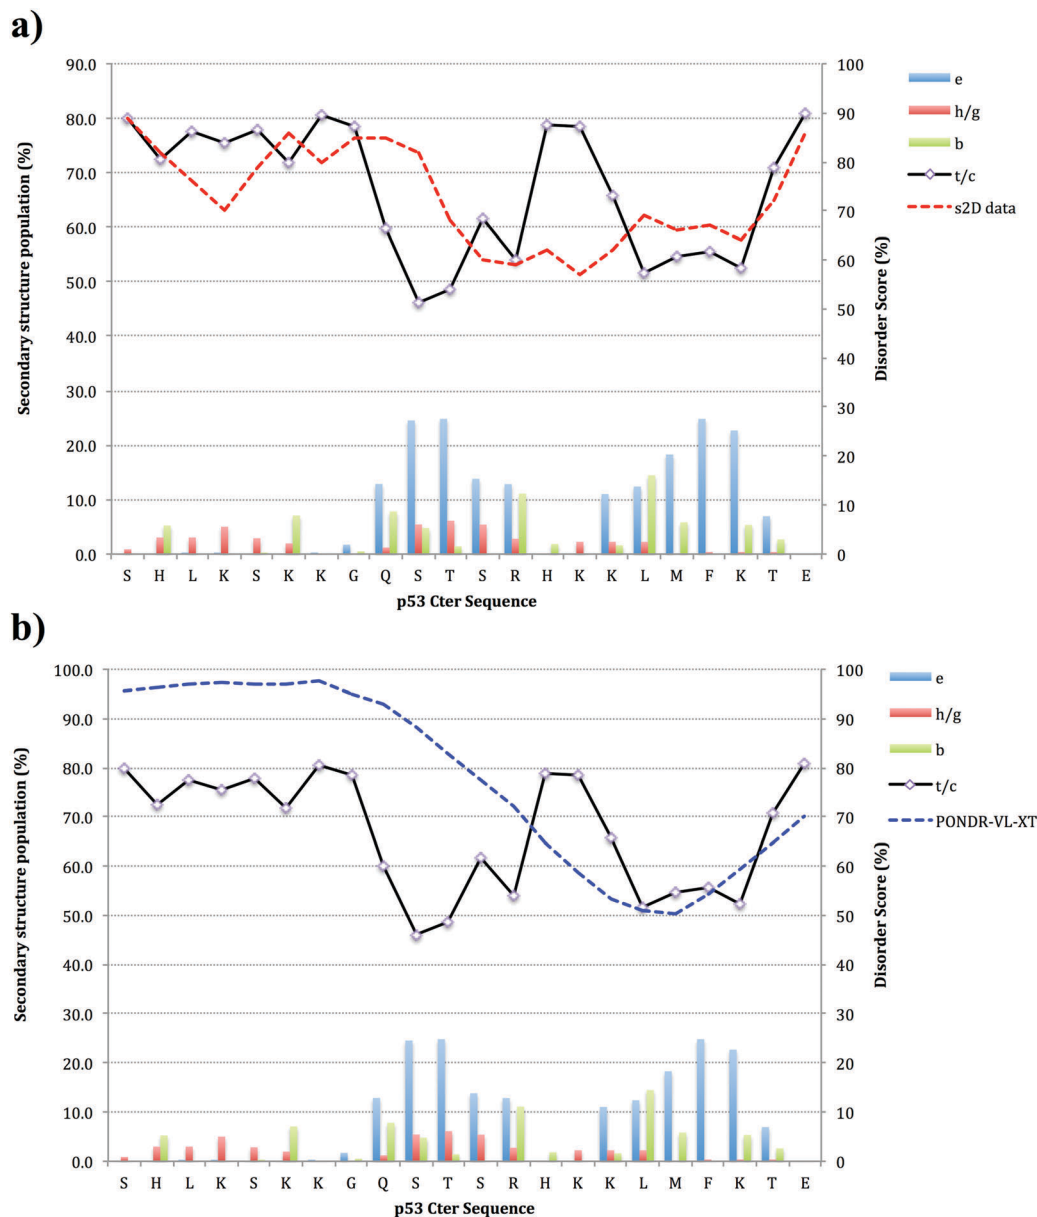 a)
Secondary structure population (%)
90.0
80.0
70.0
60.0
50.0
40.0
30.0
20.0
10.0
0.0
100
90
80
70
60
50
40
30
20
10
0
Disorder Score (%)
e
h/g
b
t/c
s2D data
S H L K S K K G Q S T S R H K K L M F K T E
p53 Cter Sequence
b)
Secondary structure population (%)
100.0
90.0
80.0
70.0
60.0
50.0
40.0
30.0
20.0
10.0
0.0
100
90
80
70
60
50
40
30
20
10
0
Disorder Score (%)
e
h/g
b
t/c
PONDR-VL-XT
S H L K S K K G Q S T S R H K K L M F K T E
p53 Cter Sequence